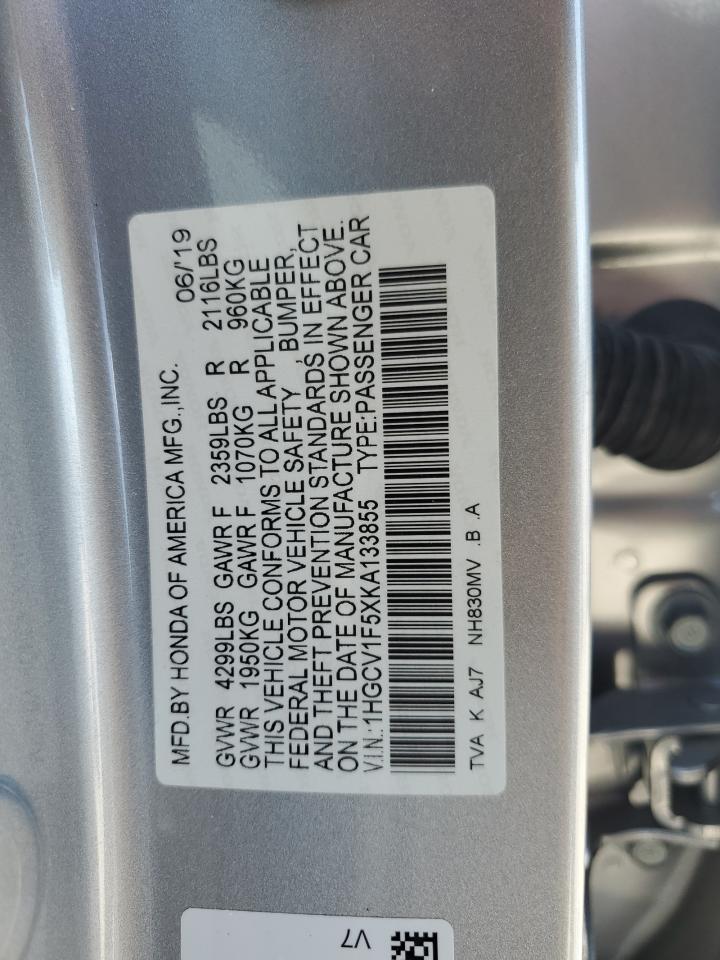 MFD.BY HONDA OF AMERICA MFG.,INC. 06/'19
GVWR 4299LBS GAWR F 2359LBS R 2116LBS
GVWR 1950KG GAWR F 1070KG R 960KG
THIS VEHICLE CONFORMS TO ALL APPLICABLE
FEDERAL MOTOR VEHICLE SAFETY , BUMPER,
AND THEFT PREVENTION STANDARDS IN EFFECT
ON THE DATE OF MANUFACTURE SHOWN ABOVE.
V.I.N.:1HGCV1F5XKA133855 TYPE:PASSENGER CAR
TVA K AJ7 NH830MV .B .A
V7